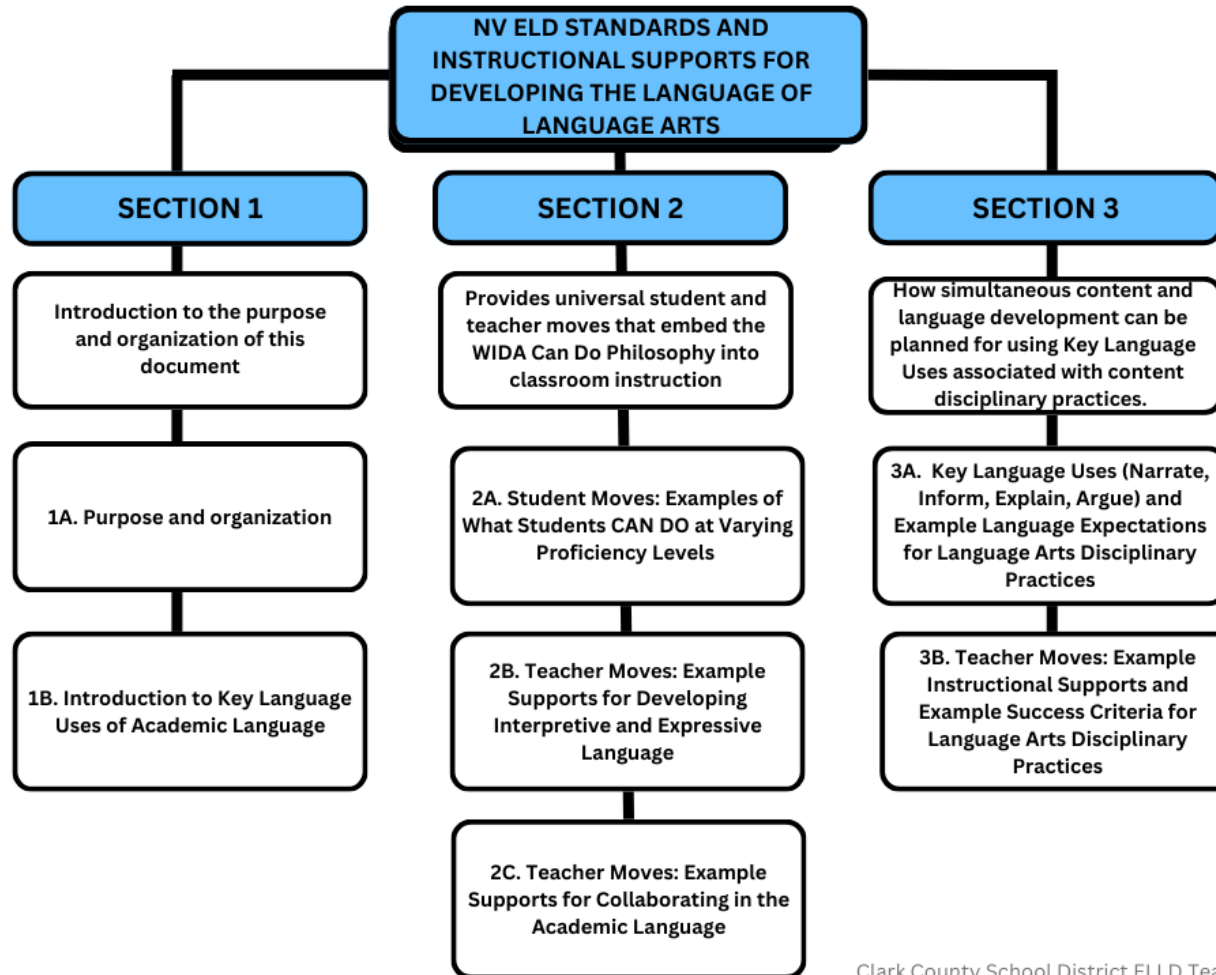 NV ELD STANDARDS AND
INSTRUCTIONAL SUPPORTS FOR
DEVELOPING THE LANGUAGE OF
LANGUAGE ARTS
SECTION 1
Introduction to the purpose
and organization of this
document
1A. Purpose and organization
1B. Introduction to Key Language
Uses of Academic Language
SECTION 2
Provides universal student and
teacher moves that embed the
WIDA Can Do Philosophy into
classroom instruction
2A. Student Moves: Examples of
What Students CAN DO at Varying
Proficiency Levels
2B. Teacher Moves: Example
Supports for Developing
Interpretive and Expressive
Language
2C. Teacher Moves: Example
Supports for Collaborating in the
Academic Language
SECTION 3
How simultaneous content and
language development can be
planned for using Key Language
Uses associated with content
disciplinary practices.
3A. Key Language Uses (Narrate,
Inform, Explain, Argue) and
Example Language Expectations
for Language Arts Disciplinary
Practices
3B. Teacher Moves: Example
Instructional Supports and
Example Success Criteria for
Language Arts Disciplinary
Practices
Clark County School District ELLD